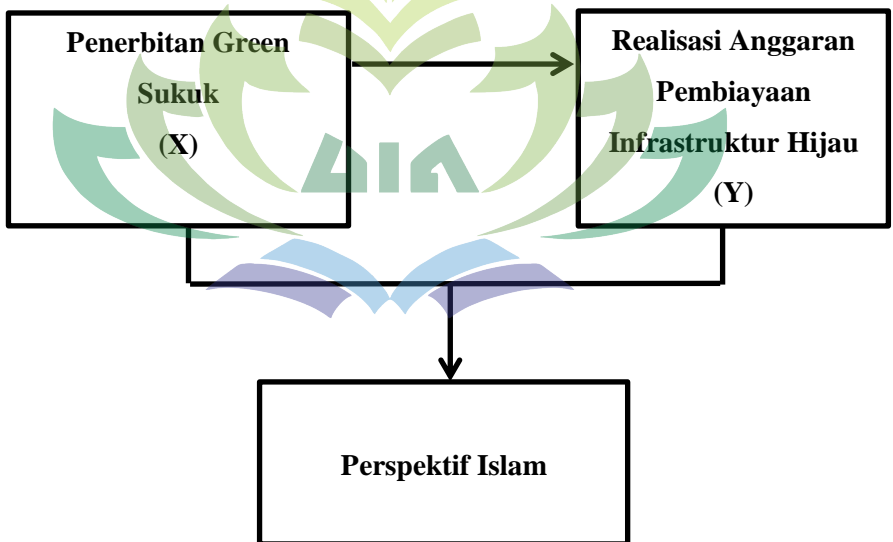 Penerbitan Green
Sukuk
(X)
Realisasi Anggaran
Pembiayaan
Infrastruktur Hijau
(Y)
Perspektif Islam